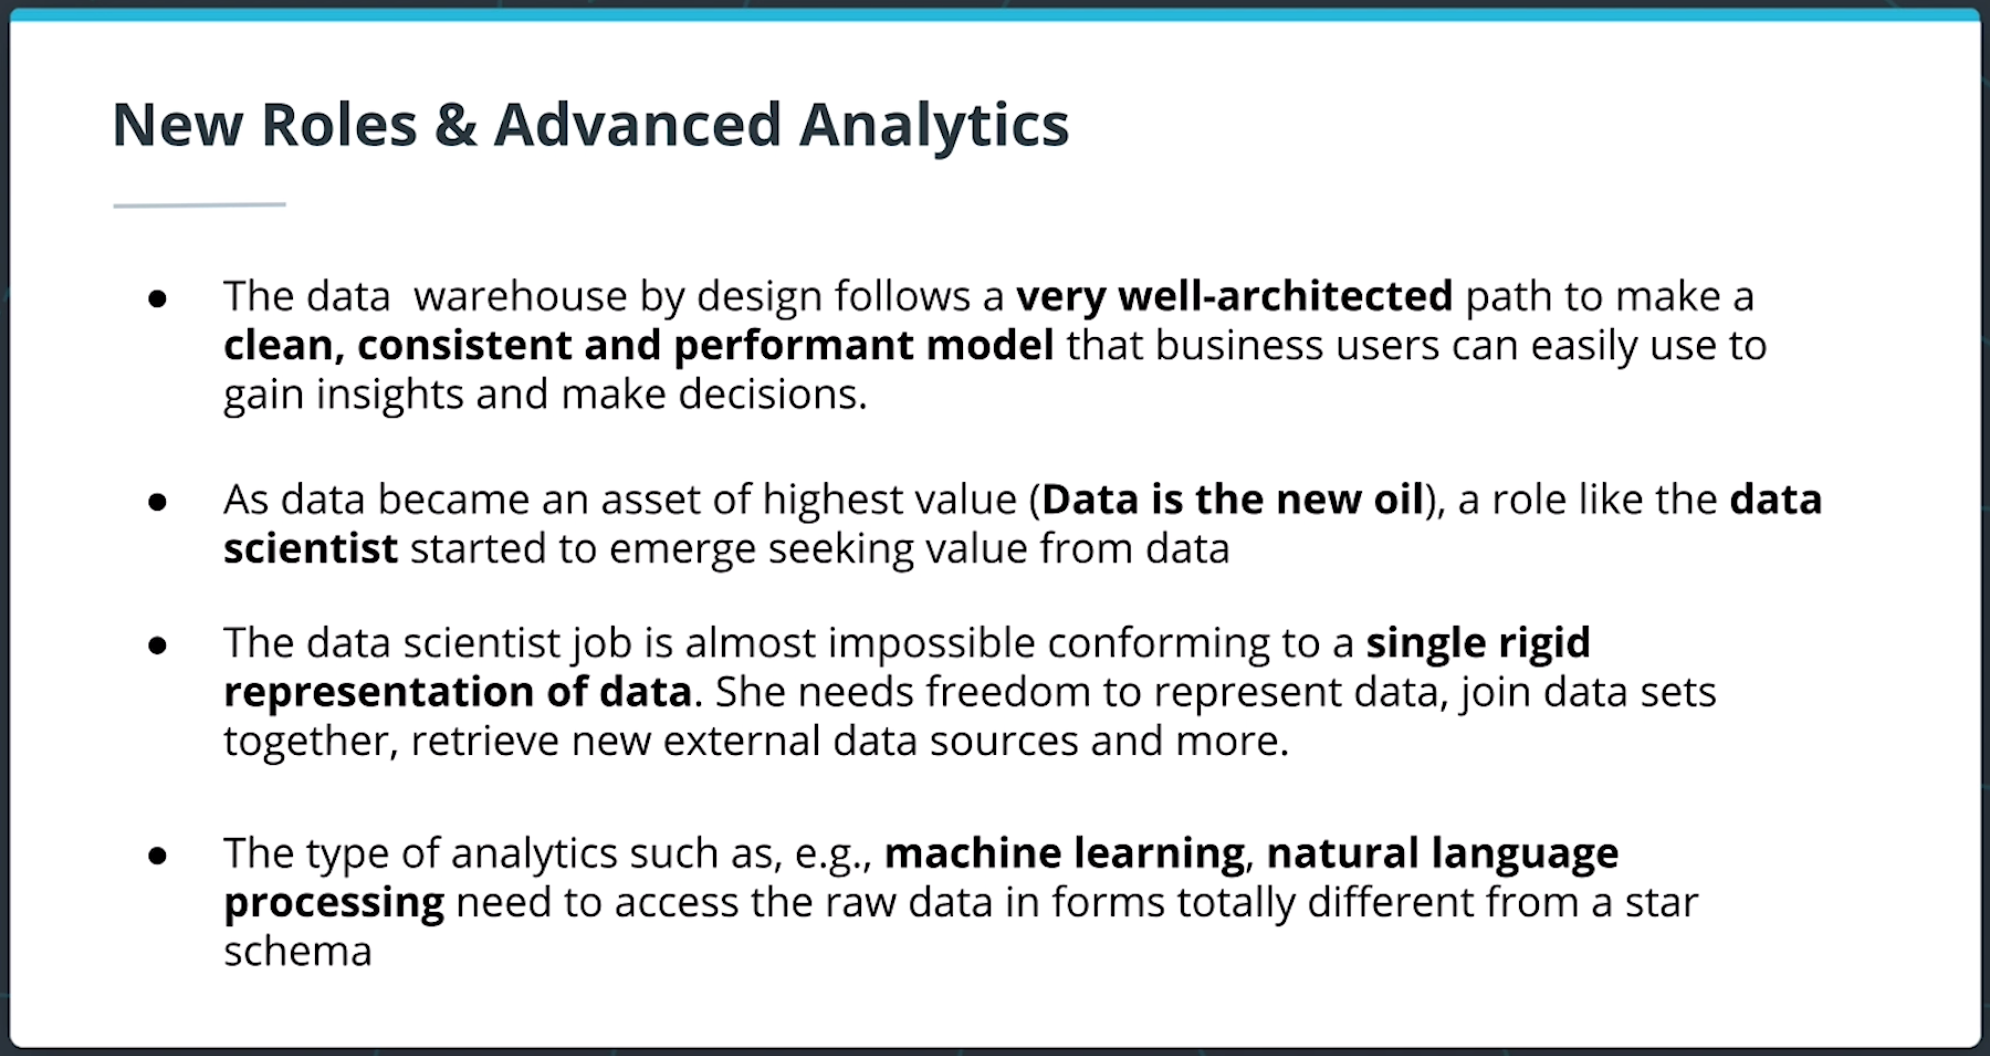 New Roles & Advanced Analytics
● The data warehouse by design follows a very well-architected path to make a
clean, consistent and performant model that business users can easily use to
gain insights and make decisions.
● As data became an asset of highest value (Data is the new oil), a role like the data
scientist started to emerge seeking value from data
● The data scientist job is almost impossible conforming to a single rigid
representation of data. She needs freedom to represent data, join data sets
together, retrieve new external data sources and more.
● The type of analytics such as, e.g., machine learning, natural language
processing need to access the raw data in forms totally different from a star
schema